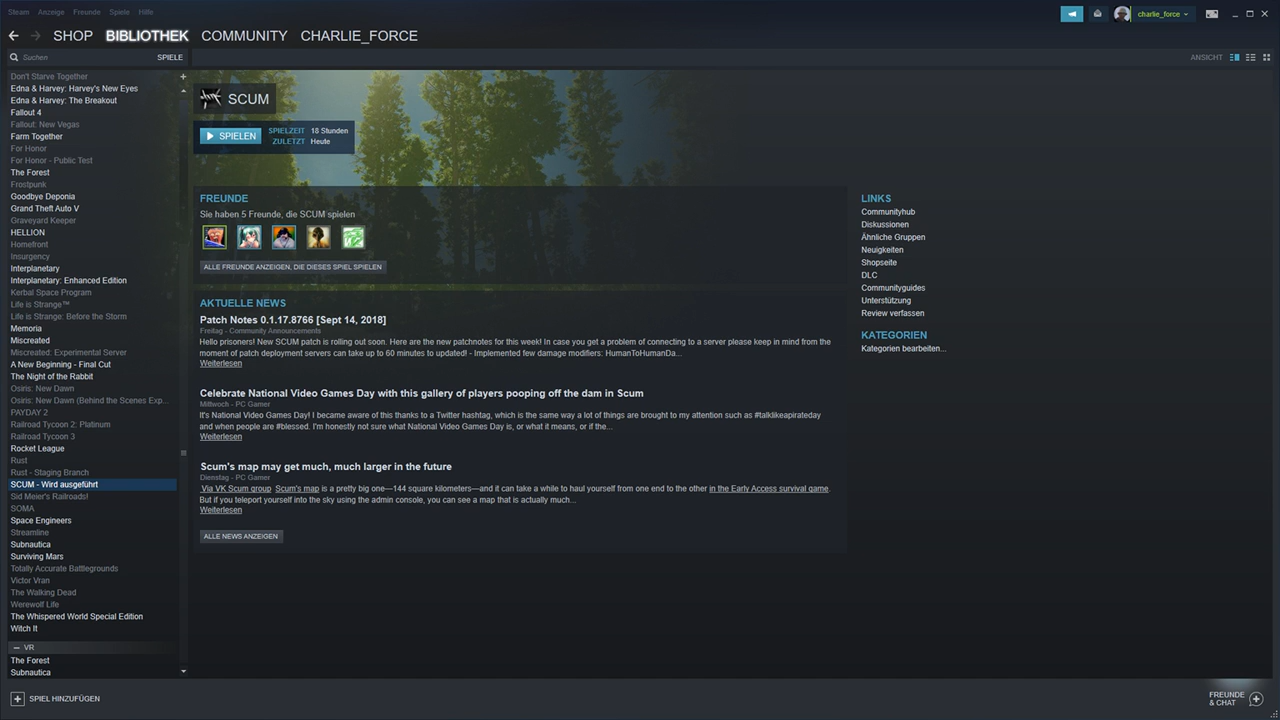 Steam Anzeige Freunde Spiele Hilfe
charlie_force
SHOP BIBLIOTHEK COMMUNITY CHARLIE_FORCE
Suchen SPIELE
ANSICHT
Don't Starve Together
Edna & Harvey: Harvey's New Eyes
Edna & Harvey: The Breakout
Fallout 4
Fallout: New Vegas
Farm Together
For Honor
For Honor - Public Test
The Forest
Frostpunk
Goodbye Deponia
Grand Theft Auto V
Graveyard Keeper
HELLION
Homefront
Insurgency
Interplanetary
Interplanetary: Enhanced Edition
Kerbal Space Program
Life is Strange™
Life is Strange: Before the Storm
Memoria
Miscreated
Miscreated: Experimental Server
A New Beginning - Final Cut
The Night of the Rabbit
Osiris: New Dawn
Osiris: New Dawn (Behind the Scenes Exp...
PAYDAY 2
Railroad Tycoon 2: Platinum
Railroad Tycoon 3
Rocket League
Rust
Rust - Staging Branch
SCUM - Wird ausgeführt
Sid Meier's Railroads!
SOMA
Space Engineers
Streamline
Subnautica
Surviving Mars
Totally Accurate Battlegrounds
Victor Vran
The Walking Dead
Werewolf Life
The Whispered World Special Edition
Witch It
VR
The Forest
Subnautica
SPIEL HINZUFÜGEN
SCUM
SPIELEN
SPIELZEIT 18 Stunden
ZULETZT Heute
FREUNDE
Sie haben 5 Freunde, die SCUM spielen
ALLE FREUNDE ANZEIGEN, DIE DIESES SPIEL SPIELEN
AKTUELLE NEWS
Patch Notes 0.1.17.8766 [Sept 14, 2018]
Freitag - Community Announcements
Hello prisoners! New SCUM patch is rolling out soon. Here are the new patchnotes for this week! In case you get a problem of connecting to a server please keep in mind from the
moment of patch deployment servers can take up to 60 minutes to updated! - Implemented few damage modifiers: HumanToHumanDa...
Weiterlesen
Celebrate National Video Games Day with this gallery of players pooping off the dam in Scum
Mittwoch - PC Gamer
It's National Video Games Day! I became aware of this thanks to a Twitter hashtag, which is the same way a lot of things are brought to my attention such as #talklikeapirateday
and when people are #blessed. I'm honestly not sure what National Video Games Day is, or what it means, or if the...
Weiterlesen
Scum's map may get much, much larger in the future
Dienstag - PC Gamer
Via VK Scum group Scum's map is a pretty big one—144 square kilometers—and it can take a while to haul yourself from one end to the other in the Early Access survival game.
But if you teleport yourself into the sky using the admin console, you can see a map that is actually much...
Weiterlesen
ALLE NEWS ANZEIGEN
LINKS
Communityhub
Diskussionen
Ähnliche Gruppen
Neuigkeiten
Shopseite
DLC
Communityguides
Unterstützung
Review verfassen
KATEGORIEN
Kategorien bearbeiten...
FREUNDE
& CHAT